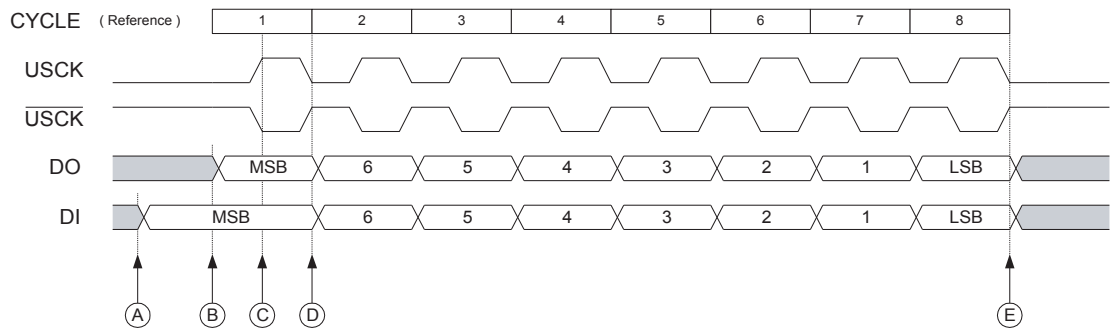 CYCLE ( Reference ) 1 2 3 4 5 6 7 8
USCK
USCK
DO MSB 6 5 4 3 2 1 LSB
DI MSB 6 5 4 3 2 1 LSB
A B C D E